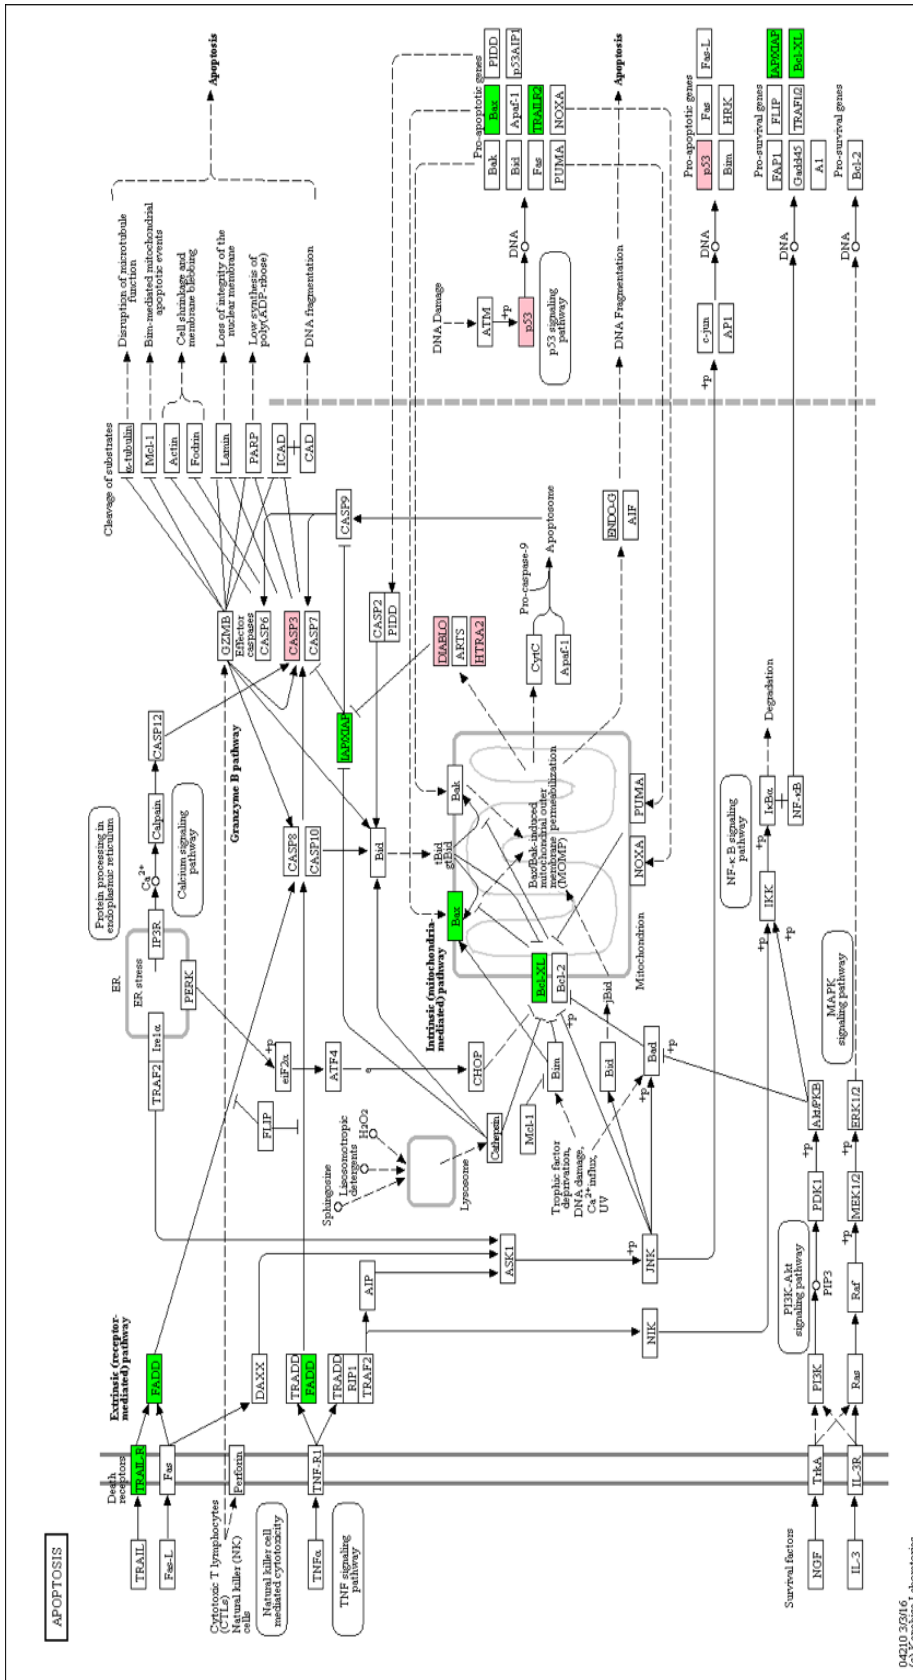 APOPTOSIS
Extrinsic (receptor-
mediated) pathway
Death
receptors
TRAIL
TRAIL-R
FADD
Fas-L
Fas
Cytotoxic T lymphocytes
(CTLs)
Natural killer (NK)
cells
Perforin
DAXX
Natural killer cell
mediated cytotoxicity
TNFα
TNF-R1
TRADD
FADD
TRADD
RIP1
TRAF2
TNF signaling
pathway
AIP
NIK
Survival factors
NGF
TrkA
PI3K
IL-3
IL-3R
Ras
PI3K-Akt
signaling pathway
PIP3
PDK1
+p
Akt/PKB
Raf
+p
MEK1/2
+p
ERK1/2
MAPK
signaling pathway
ER
ER stress
TRAF2
Ire1α
IP3R
PERK
Protein processing in
endoplasmic reticulum
Ca2+
Calpain
CASP12
Calcium signaling
pathway
+p
eiF2α
ATF4
CHOP
FLIP
Sphingosine
Lisosomotropic
detergents
H2O2
Lysosome
Cathepsin
ASK1
+p
JNK
Mcl-1
Bim
Trophic factor
deprivation,
DNA damage,
Ca2+ influx,
UV
Bid
jBid
+p
Bad
+p
Granzyme B pathway
GZMB
CASP8
CASP10
Effector
caspases
CASP6
CASP3
CASP7
IAP/XIAP
CASP9
Bid
tBid
gtBid
CASP2
PIDD
Intrinsic (mitochondria-
mediated) pathway
Bax
Bak
Bcl-XL
Bcl-2
+p
Bax/Bak-induced
mitochondrial outer
membrane permeabilization
(MOMP)
Mitochondrion
NOXA
PUMA
DIABLO
ARTS
HTRA2
CytC
Apaf-1
Pro-caspase-9
Apoptosome
ENDO-G
AIF
NF-κB signaling
pathway
+p
IKK
+p
+p
IκBα
NF-κB
Degradation
Cleavage of substrates
α-tubulin
Mcl-1
Actin
Fodrin
Lamin
PARP
ICAD
CAD
Disruption of microtubule
function
Bim-mediated mitochondrial
apoptotic events
Cell shrinkage and
membrane blebbing
Loss of integrity of the
nuclear membrane
Low synthesis of
poly(ADP-ribose)
DNA fragmentation
Apoptosis
DNA Damage
ATM
+p
p53
p53 signaling
pathway
DNA
Pro-apoptotic genes
Bak
Bax
PIDD
Bid
Apaf-1
p53AIP1
Fas
TRAILR2
PUMA
NOXA
DNA Fragmentation
Apoptosis
+p
c-jun
AP1
DNA
Pro-apoptotic genes
p53
Fas
Fas-L
Bim
HRK
DNA
Pro-survival genes
FAP1
FLIP
IAP/XIAP
Gadd45
TRAF1/2
Bcl-XL
A1
DNA
Pro-survival genes
Bcl-2
04210 3/3/16
(c) Kanehisa Laboratories